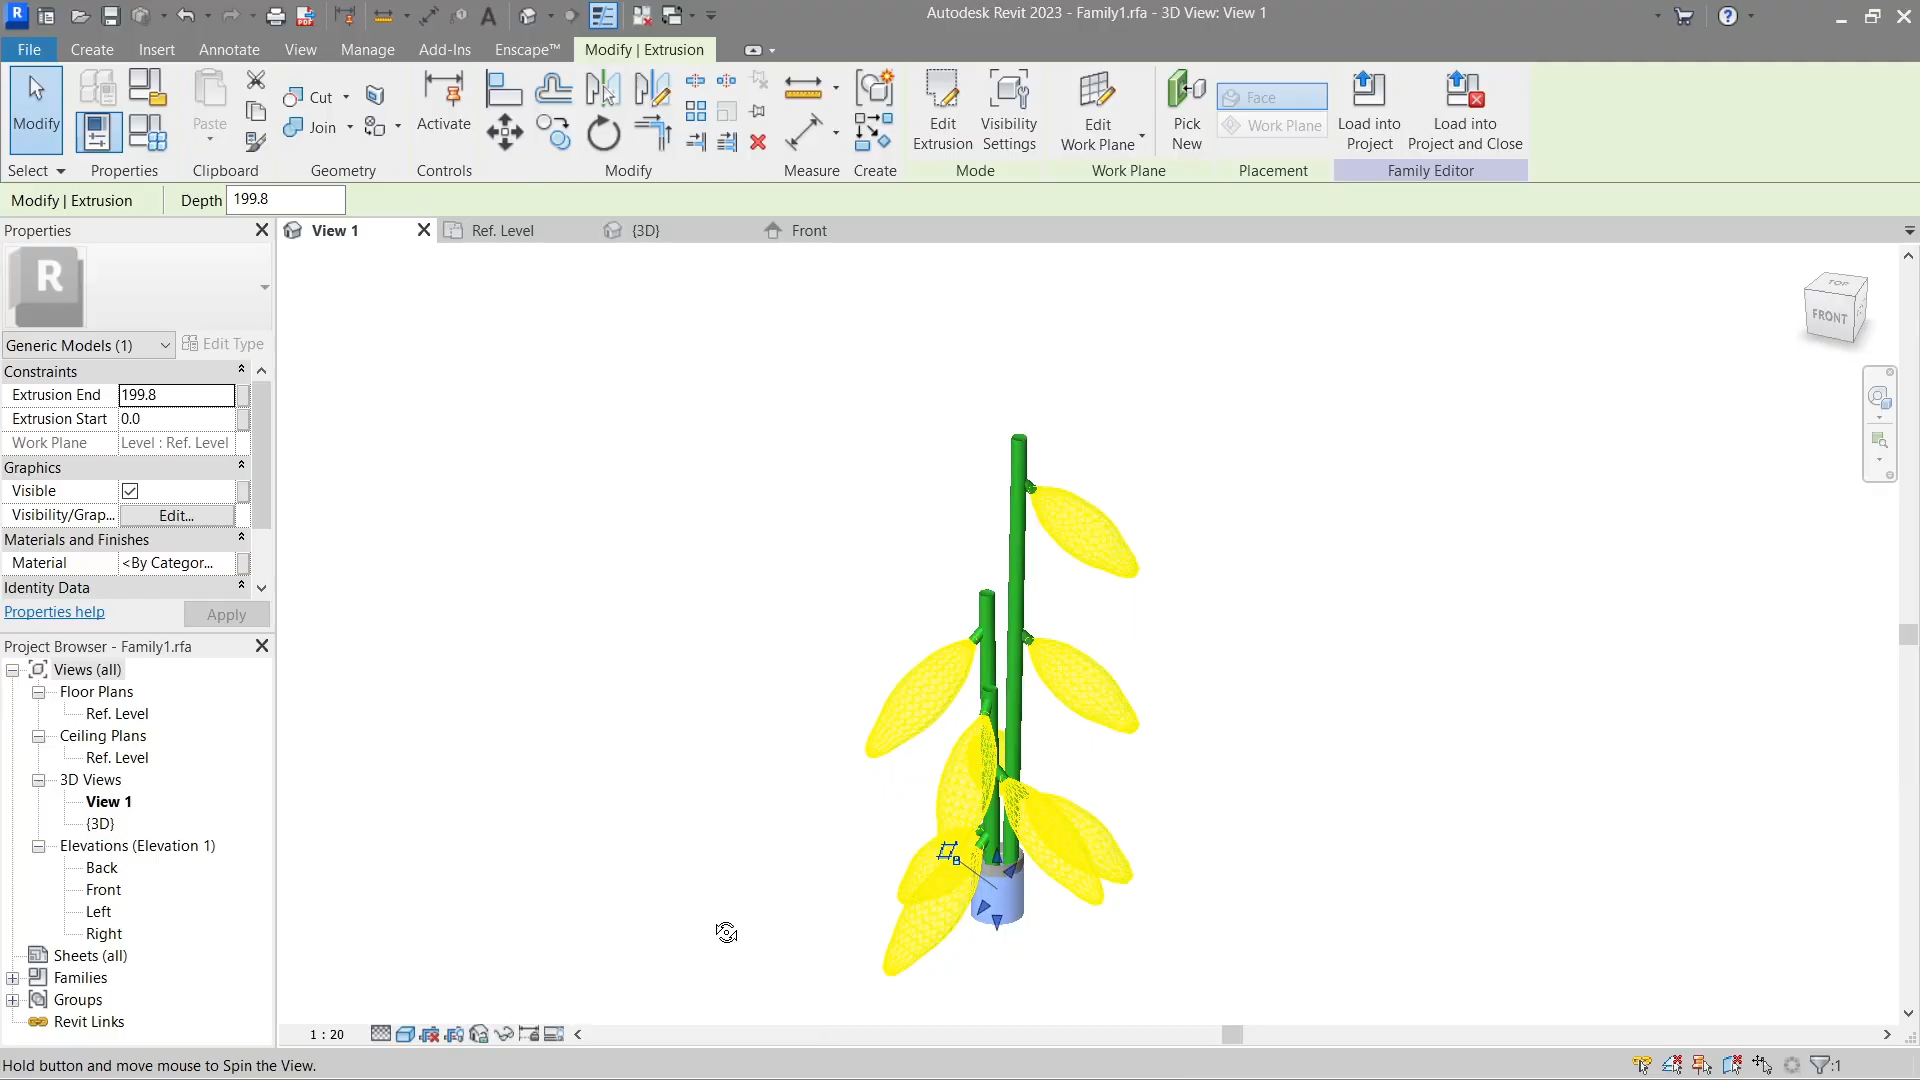 R
Autodesk Revit 2023 - Family1.rfa - 3D View: View 1
File Create Insert Annotate View Manage Add-Ins Enscape™ Modify | Extrusion
Modify
Paste
Cut
Join
Activate
Edit Extrusion
Visibility Settings
Edit Work Plane
Pick New
Face
Work Plane
Load into Project
Load into Project and Close
Select Properties Clipboard Geometry Controls Modify Measure Create Mode Work Plane Placement Family Editor
Modify | Extrusion Depth 199.8
Properties
View 1 Ref. Level {3D} Front
R
TOP
FRONT
Generic Models (1) Edit Type
Constraints
Extrusion End 199.8
Extrusion Start 0.0
Work Plane Level : Ref. Level
Graphics
Visible
Visibility/Grap... Edit...
Materials and Finishes
Material <By Categor...
Identity Data
Properties help Apply
Project Browser - Family1.rfa
Views (all)
Floor Plans
Ref. Level
Ceiling Plans
Ref. Level
3D Views
View 1
{3D}
Elevations (Elevation 1)
Back
Front
Left
Right
Sheets (all)
Families
Groups
Revit Links
1 : 20
Hold button and move mouse to Spin the View.
:1